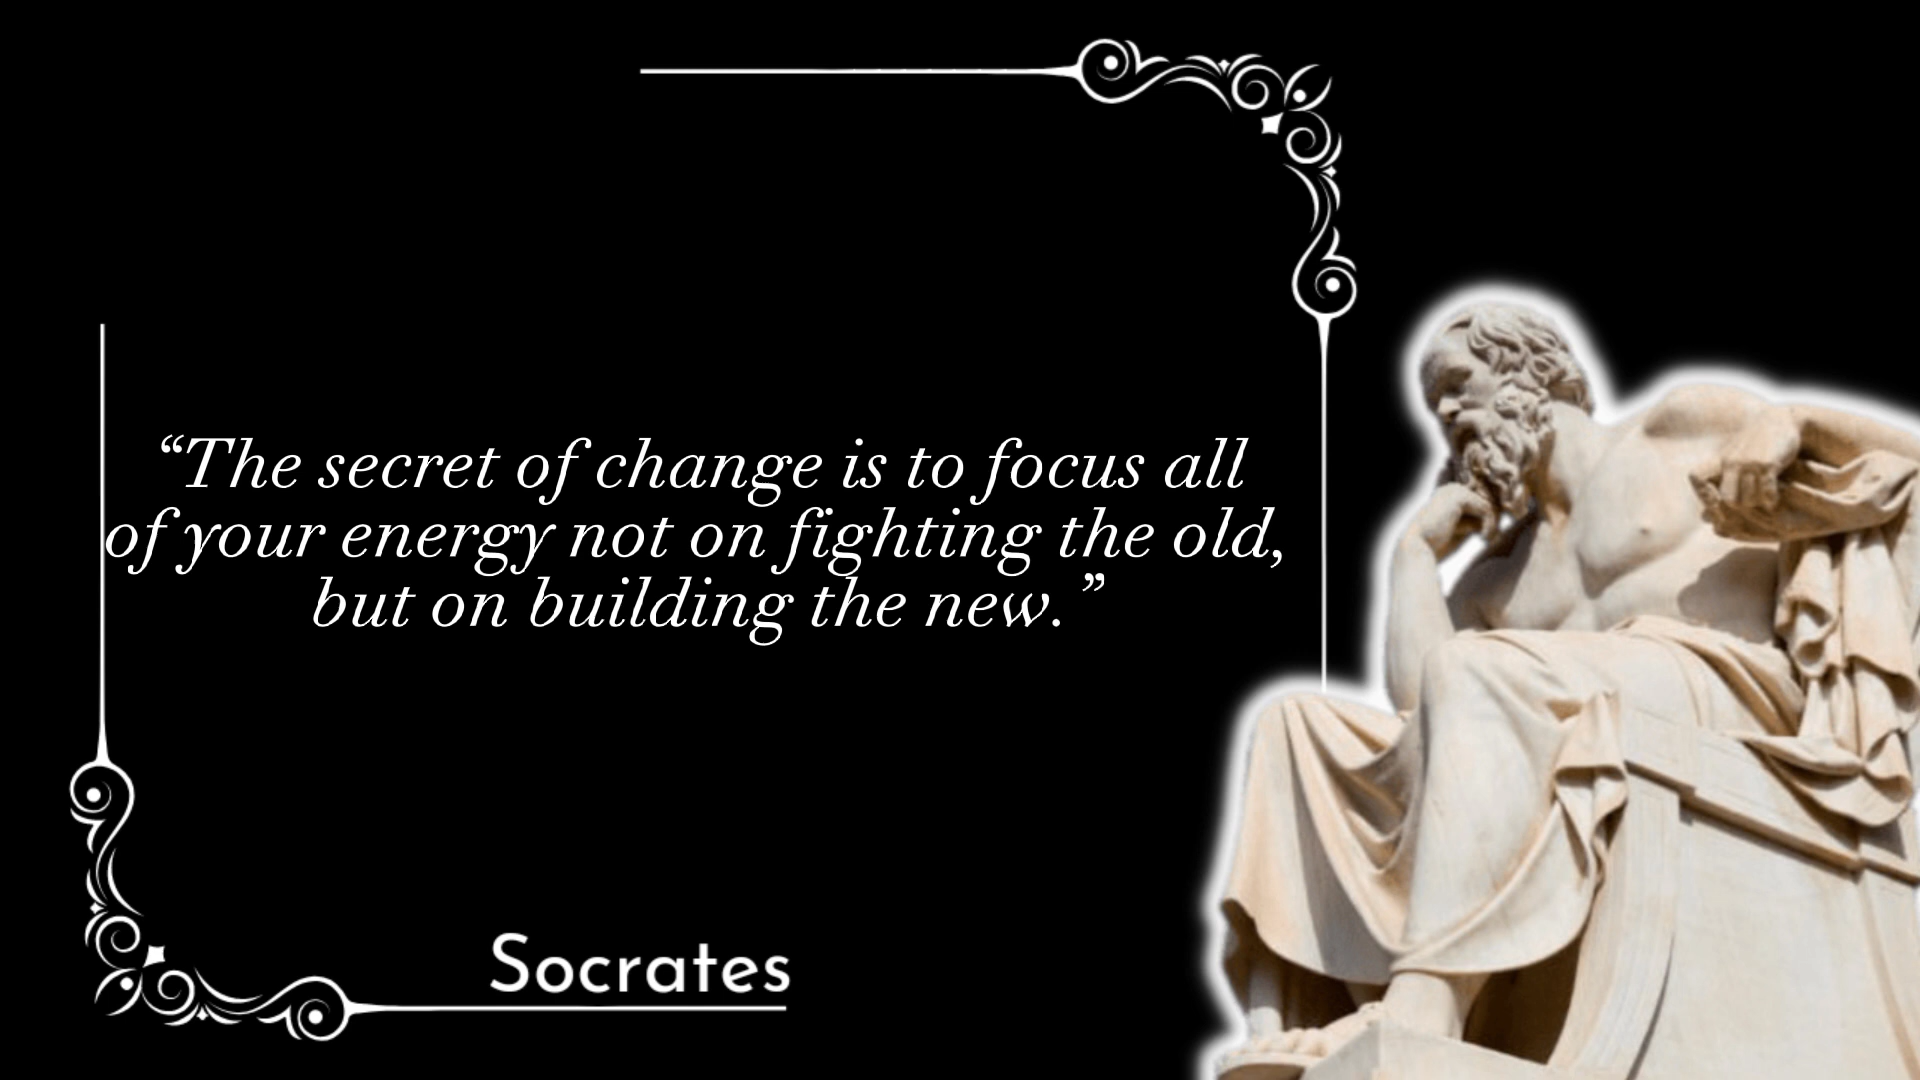 “The secret of change is to focus all
of your energy not on fighting the old,
but on building the new.”
Socrates